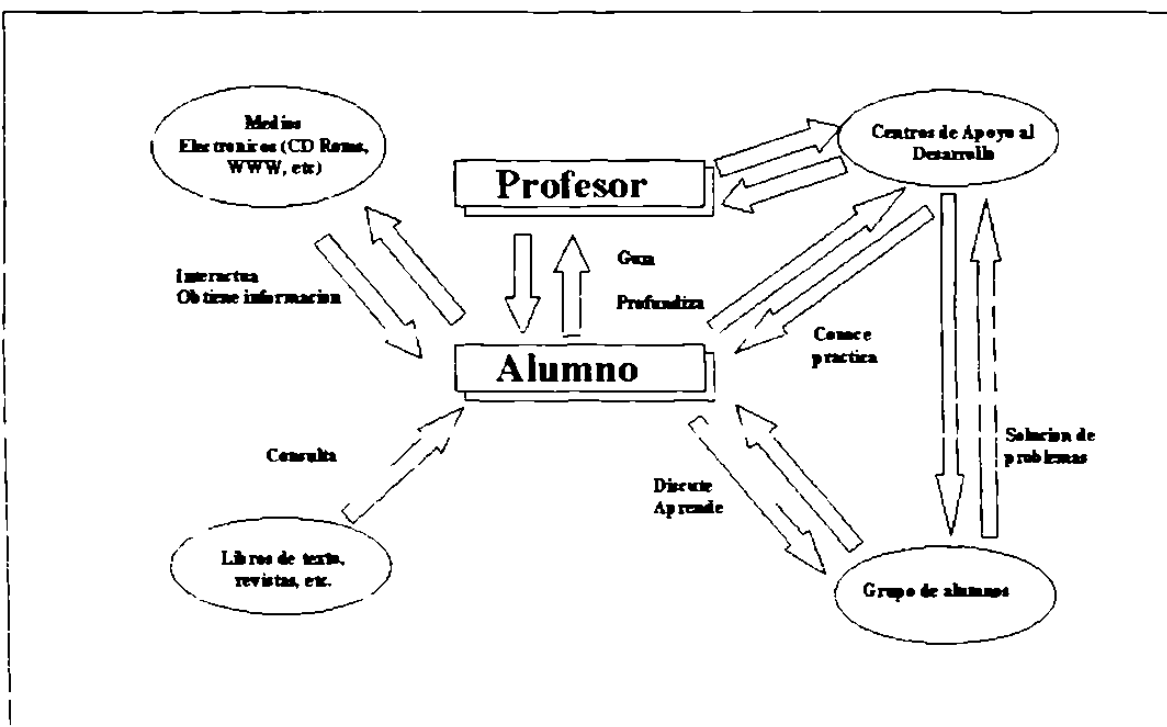 Medios
Electronicos (CD Roms,
WWW, etc)
Centros de Apoyo al
Desarrollo
Profesor
Interactua
Obtiene informacion
Guia
Profundiza
Conoce
practica
Alumno
Consulta
Discute
Aprende
Solucion de
problemas
Libros de texto,
revistas, etc.
Grupo de alumnos